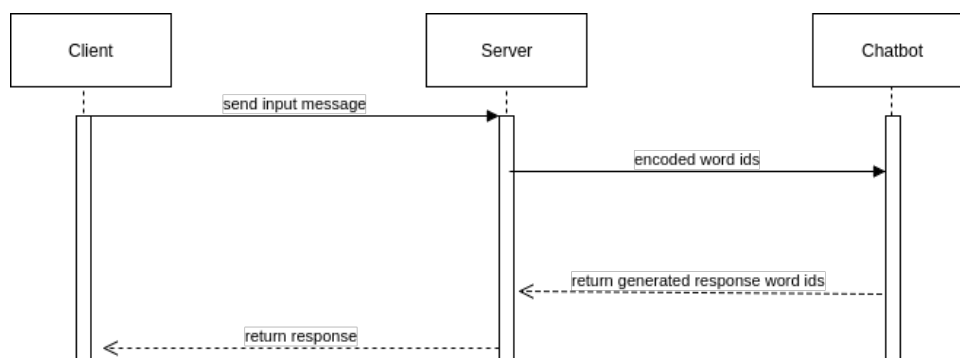 Client
Server
Chatbot
send input message
encoded word ids
return generated response word ids
return response